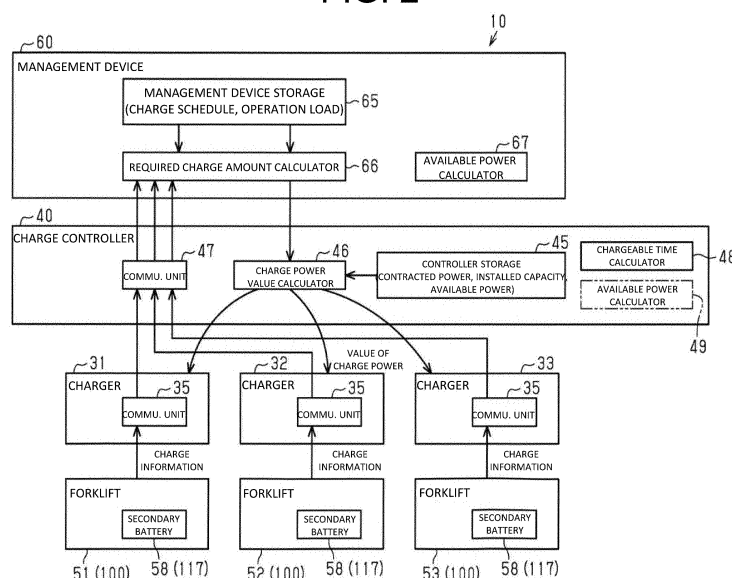 10
60
MANAGEMENT DEVICE
MANAGEMENT DEVICE STORAGE
(CHARGE SCHEDULE, OPERATION LOAD)
65
67
REQUIRED CHARGE AMOUNT CALCULATOR
66
AVAILABLE POWER
CALCULATOR
40
CHARGE CONTROLLER
47
COMMU. UNIT
46
CHARGE POWER
VALUE CALCULATOR
45
CONTROLLER STORAGE
(CONTRACTED POWER, INSTALLED CAPACITY,
AVAILABLE POWER)
CHARGEABLE TIME
CALCULATOR
48
AVAILABLE POWER
CALCULATOR
49
VALUE OF
CHARGE POWER
31
CHARGER
35
COMMU. UNIT
32
CHARGER
35
COMMU. UNIT
33
CHARGER
35
COMMU. UNIT
CHARGE
INFORMATION
CHARGE
INFORMATION
CHARGE
INFORMATION
FORKLIFT
SECONDARY
BATTERY
51 (100)
58 (117)
FORKLIFT
SECONDARY
BATTERY
52 (100)
58 (117)
FORKLIFT
SECONDARY
BATTERY
53 (100)
58 (117)